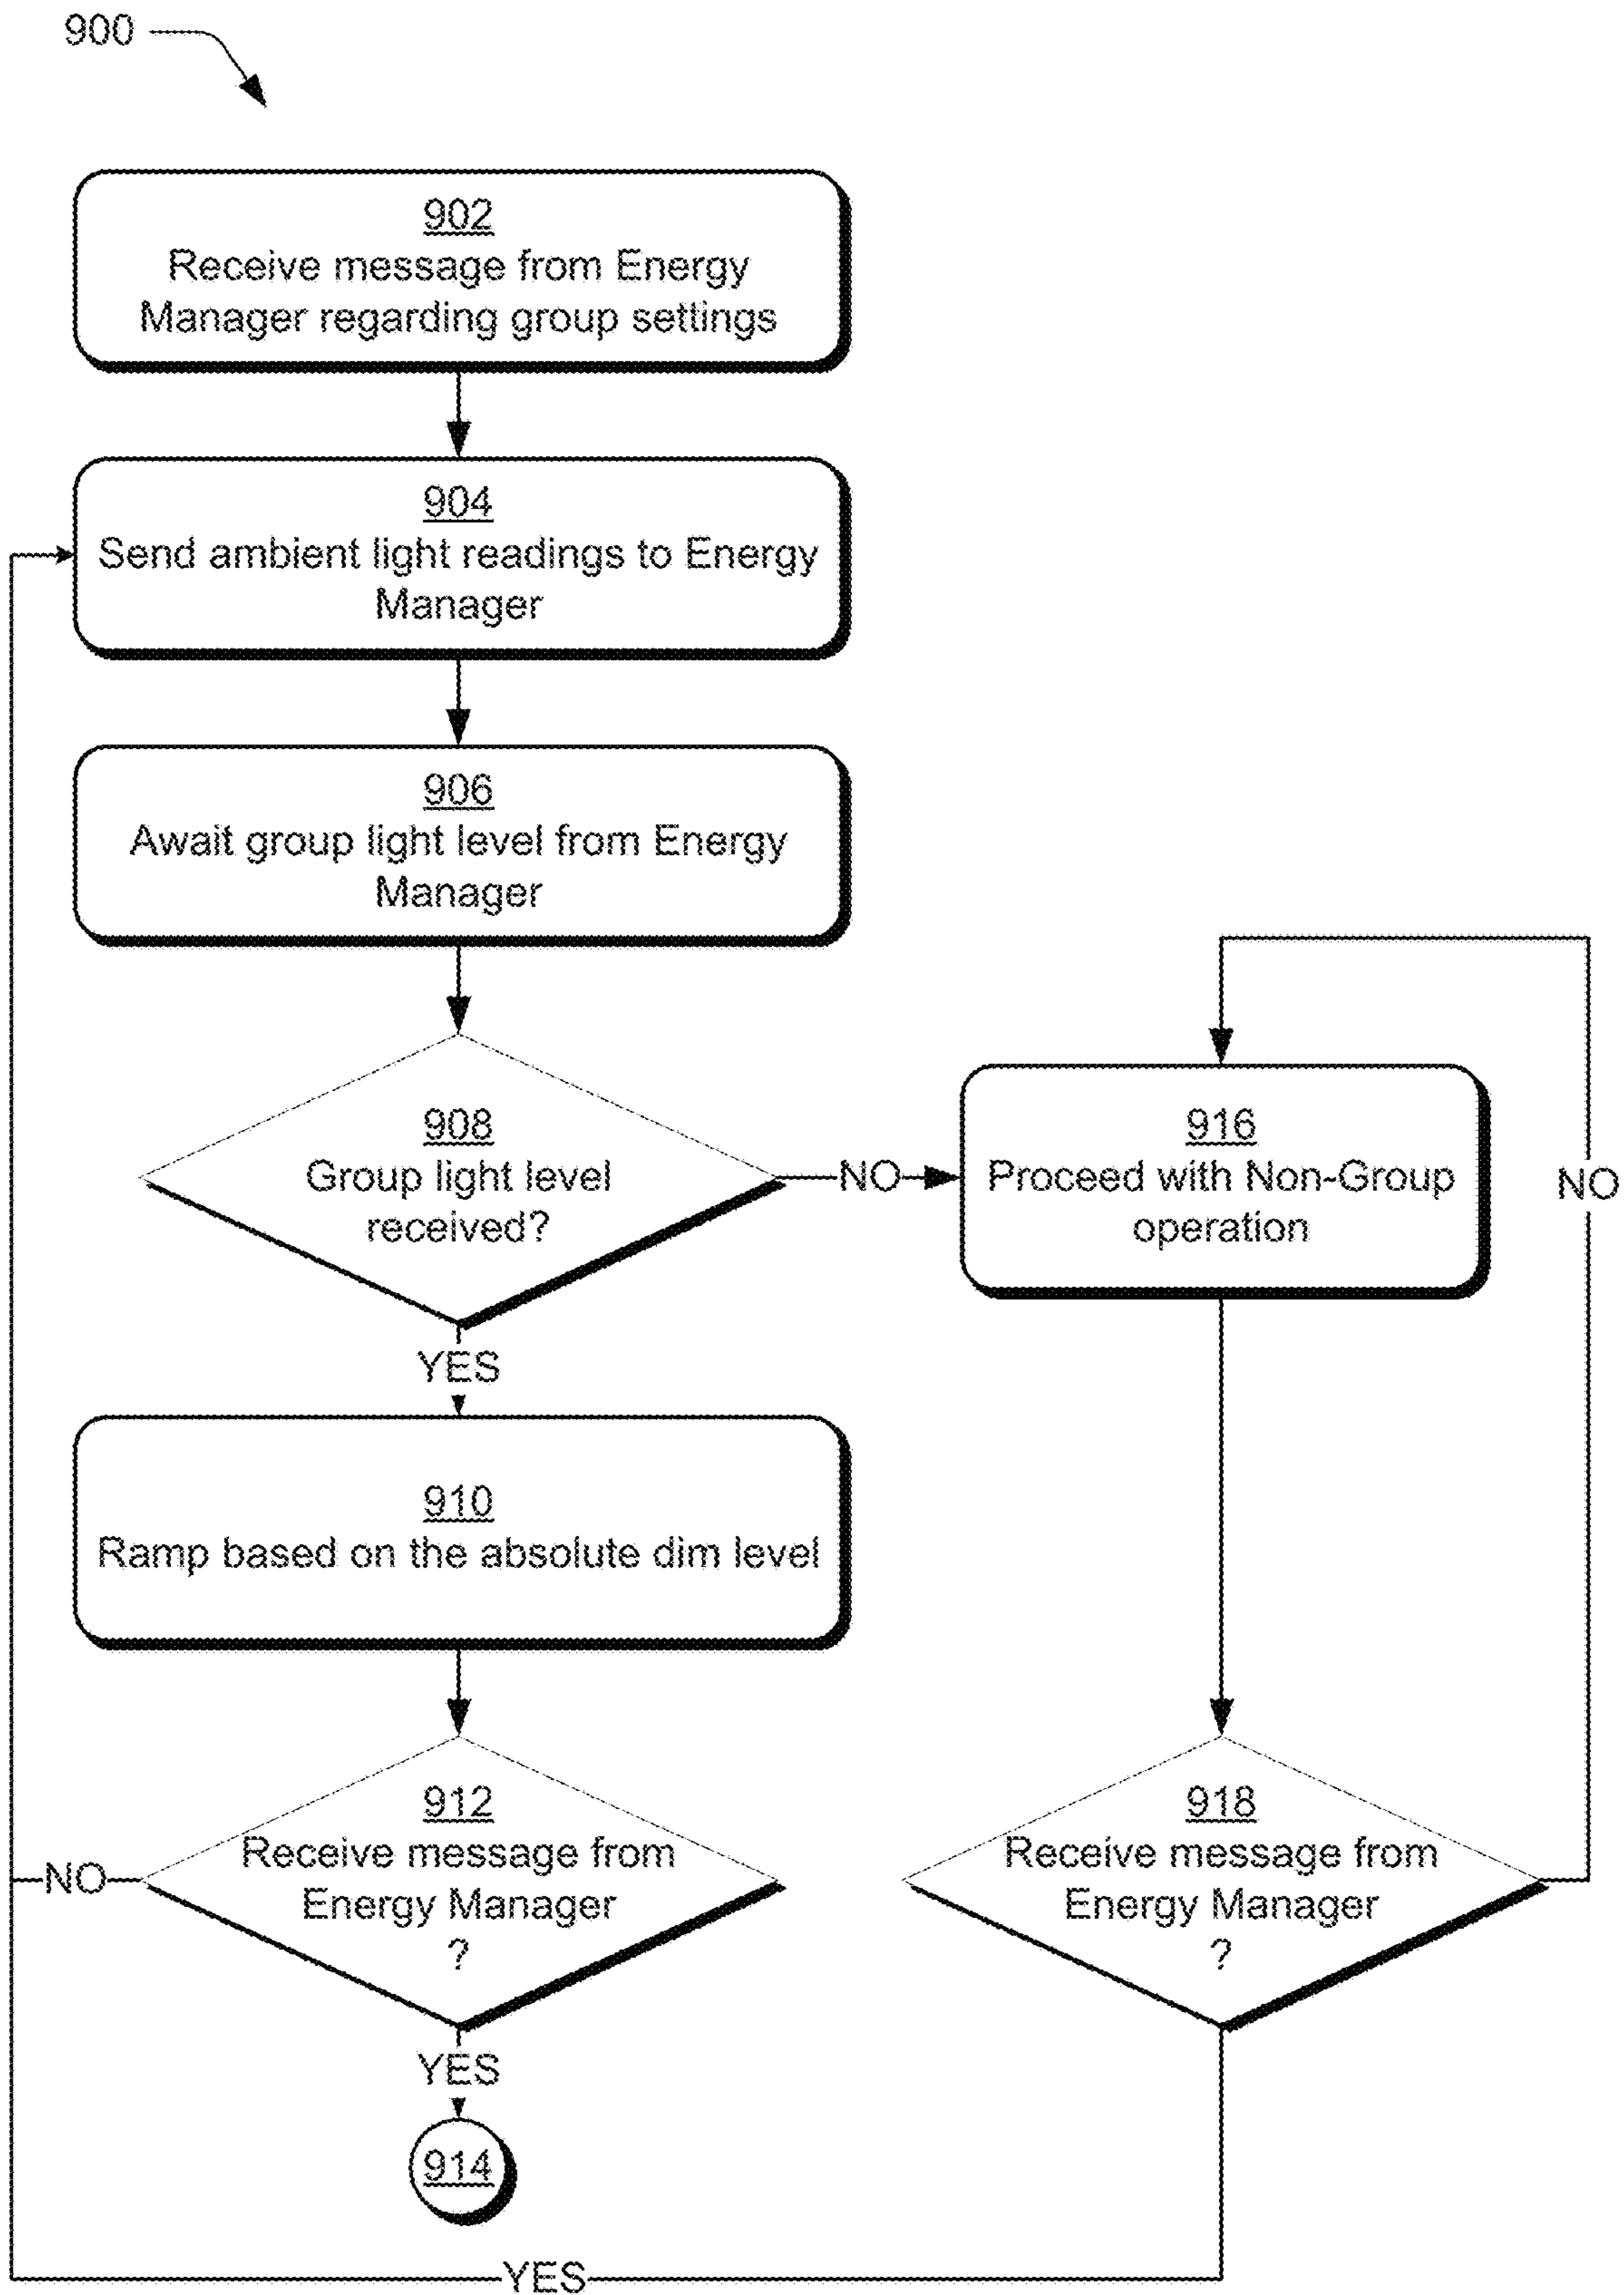 900
902
Receive message from Energy
Manager regarding group settings
904
Send ambient light readings to Energy
Manager
906
Await group light level from Energy
Manager
908
Group light level
received?
NO
916
Proceed with Non-Group
operation
NO
YES
910
Ramp based on the absolute dim level
912
Receive message from
Energy Manager
?
NO
918
Receive message from
Energy Manager
?
YES
914
YES